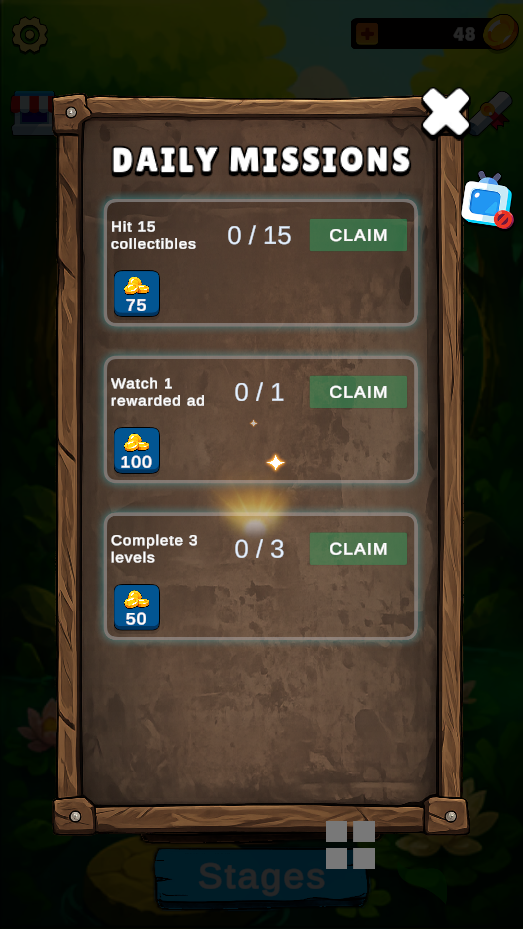 48
DAILY MISSIONS
Hit 15
collectibles
0 / 15
CLAIM
75
Watch 1
rewarded ad
0 / 1
CLAIM
100
Complete 3
levels
0 / 3
CLAIM
50
Stages